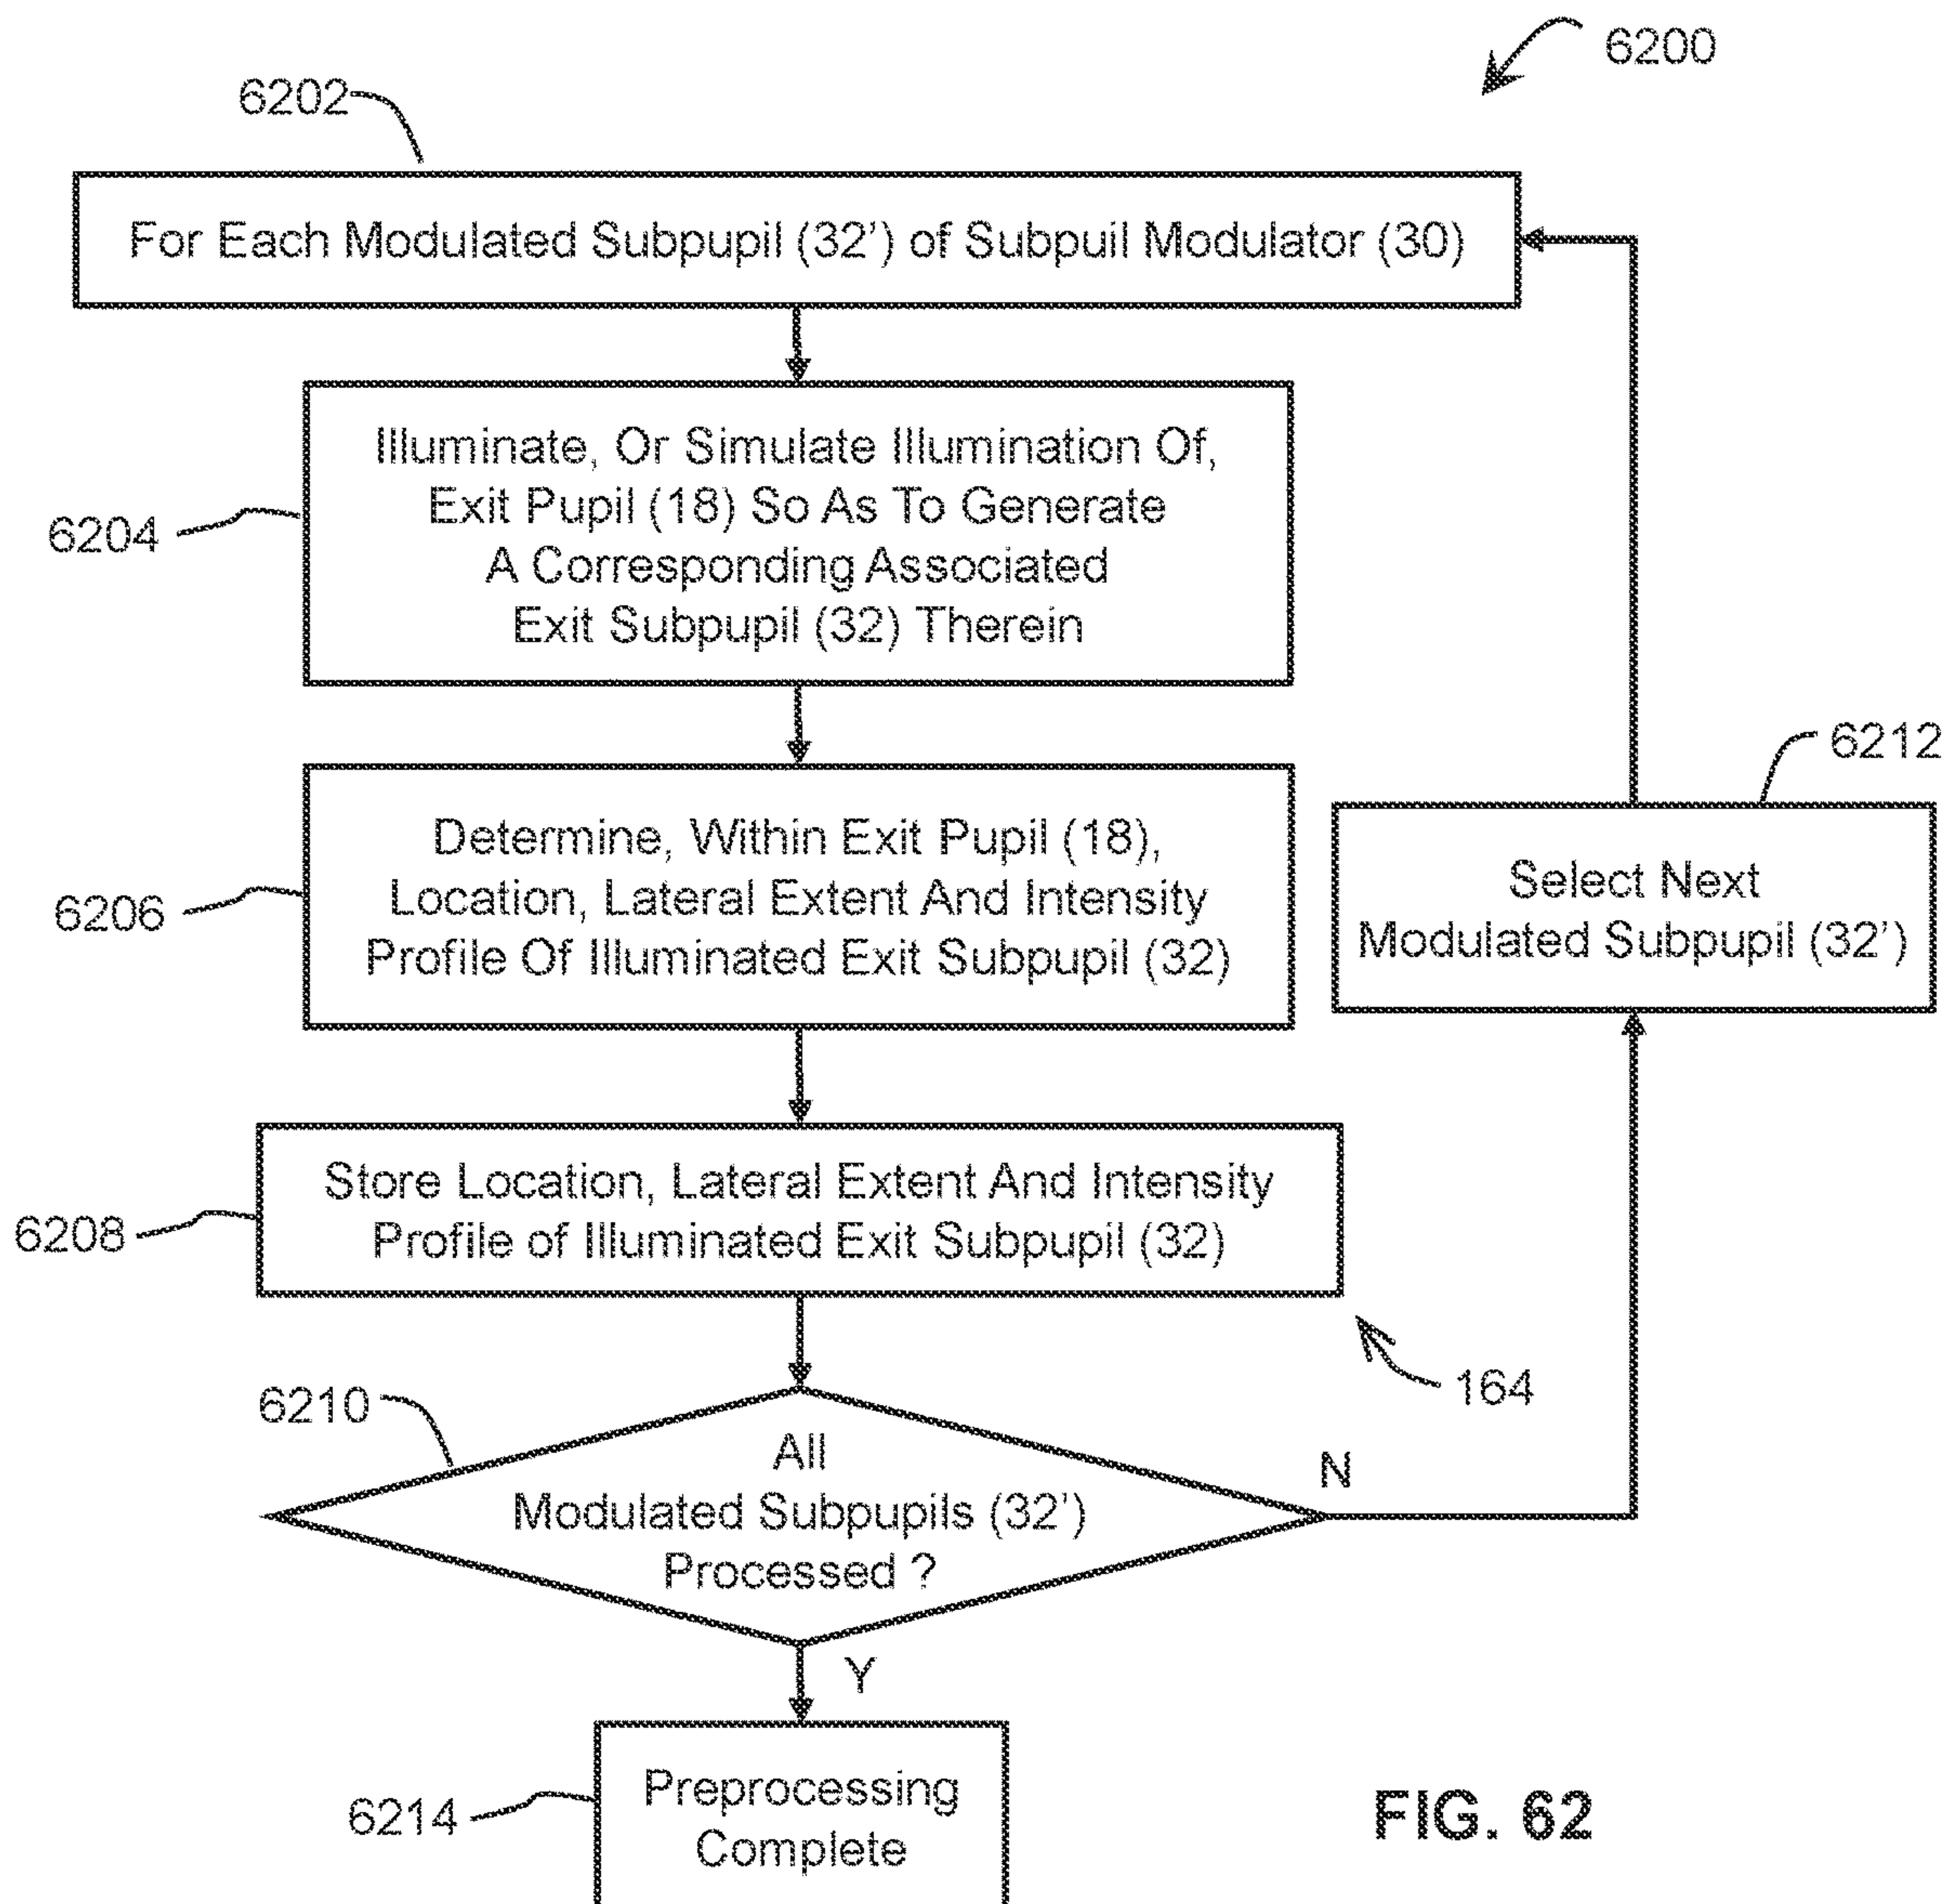 6200
6202
For Each Modulated Subpupil (32') of Subpuil Modulator (30)
6204
Illuminate, Or Simulate Illumination Of,
Exit Pupil (18) So As To Generate
A Corresponding Associated
Exit Subpupil (32) Therein
6206
Determine, Within Exit Pupil (18),
Location, Lateral Extent And Intensity
Profile Of Illuminated Exit Subpupil (32)
6212
Select Next
Modulated Subpupil (32')
6208
Store Location, Lateral Extent And Intensity
Profile of Illuminated Exit Subpupil (32)
164
6210
All
Modulated Subpupils (32')
Processed ?
N
Y
6214
Preprocessing
Complete
FIG. 62